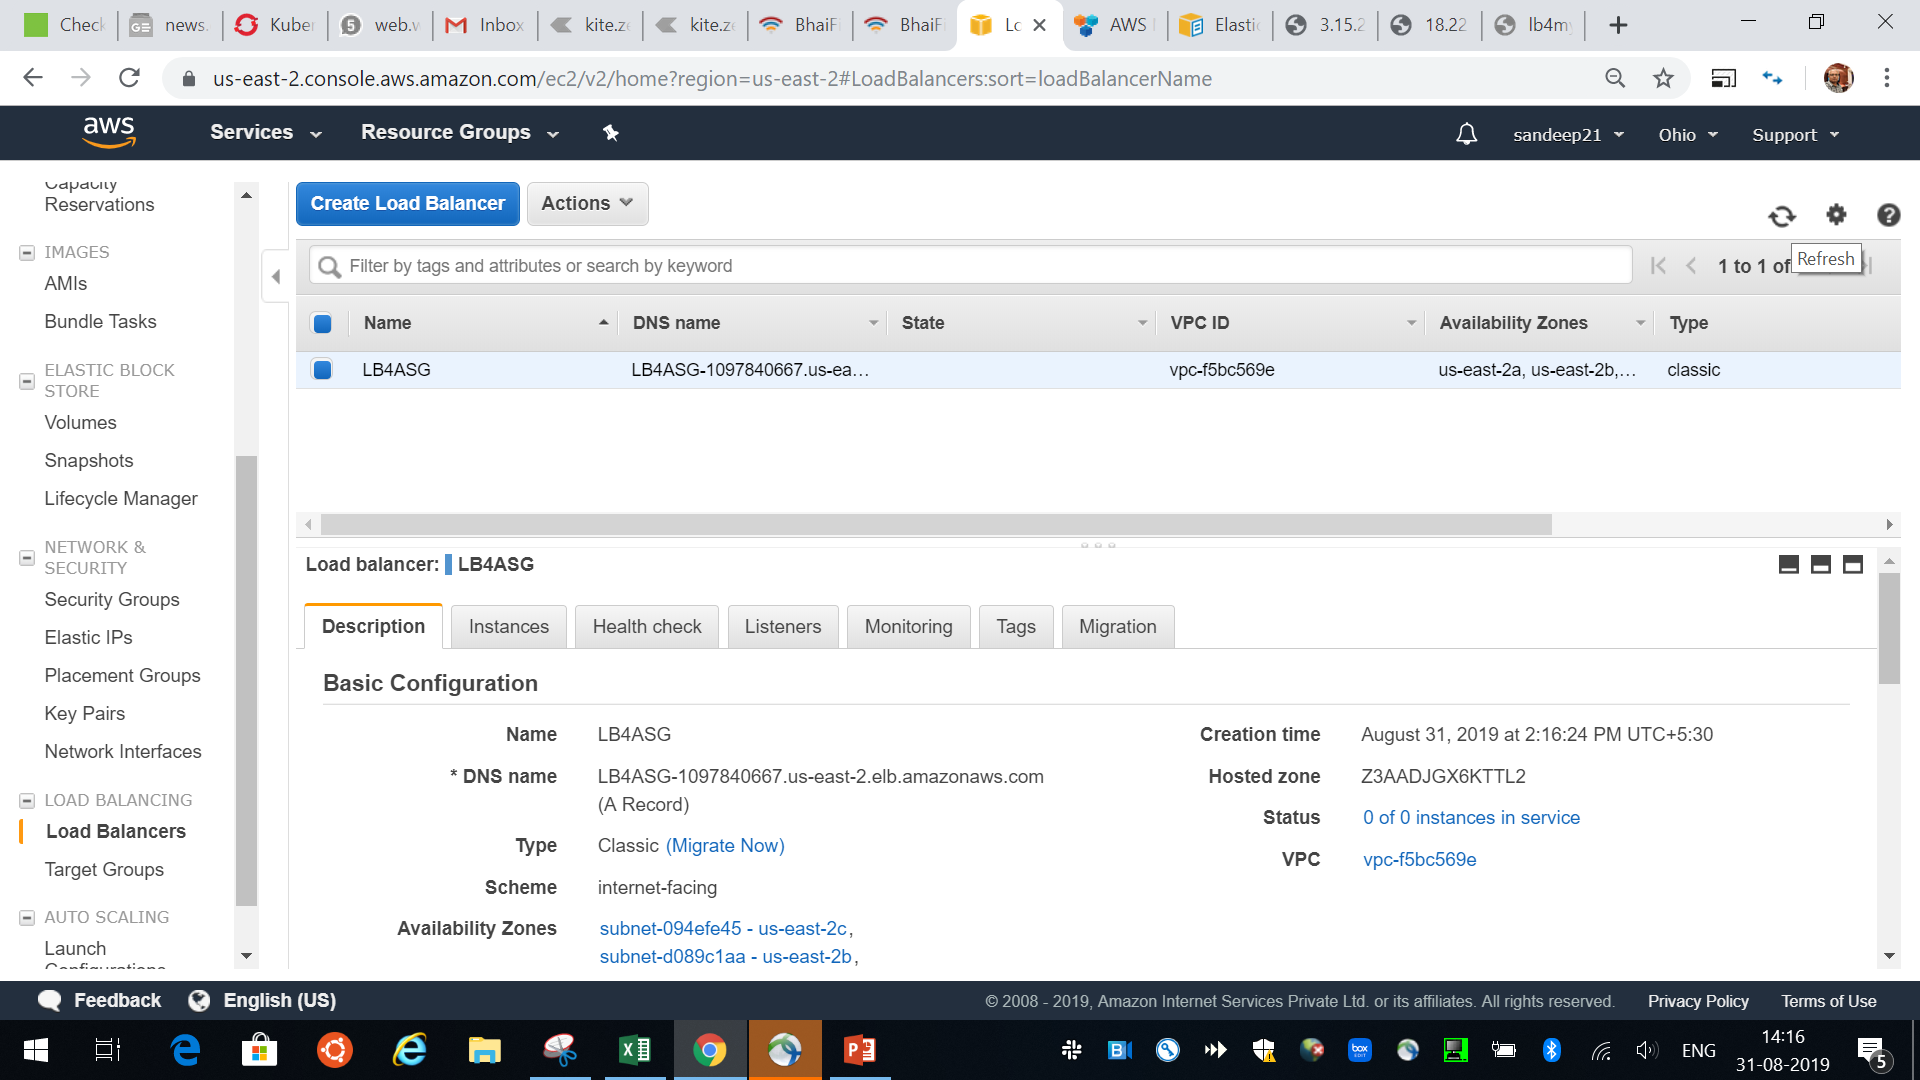 Check
news.
Kuber
web.w
Inbox
kite.ze
kite.ze
BhaiFi
BhaiFi
Lo
AWS
Elastic
3.15.2
18.22
lb4my
us-east-2.console.aws.amazon.com/ec2/v2/home?region=us-east-2#LoadBalancers:sort=loadBalancerName
aws
Services
Resource Groups
sandeep21
Ohio
Support
Capacity
Reservations
IMAGES
AMIs
Bundle Tasks
ELASTIC BLOCK
STORE
Volumes
Snapshots
Lifecycle Manager
NETWORK &
SECURITY
Security Groups
Elastic IPs
Placement Groups
Key Pairs
Network Interfaces
LOAD BALANCING
Load Balancers
Target Groups
AUTO SCALING
Launch
Configurations
Create Load Balancer
Actions
Filter by tags and attributes or search by keyword
1 to 1 of
Refresh
Name
DNS name
State
VPC ID
Availability Zones
Type
LB4ASG
LB4ASG-1097840667.us-ea...
vpc-f5bc569e
us-east-2a, us-east-2b,...
classic
Load balancer: LB4ASG
Description
Instances
Health check
Listeners
Monitoring
Tags
Migration
Basic Configuration
Name LB4ASG
* DNS name LB4ASG-1097840667.us-east-2.elb.amazonaws.com
(A Record)
Type Classic (Migrate Now)
Scheme internet-facing
Availability Zones subnet-094efe45 - us-east-2c,
subnet-d089c1aa - us-east-2b,
Creation time August 31, 2019 at 2:16:24 PM UTC+5:30
Hosted zone Z3AADJGX6KTTL2
Status 0 of 0 instances in service
VPC vpc-f5bc569e
Feedback
English (US)
© 2008 - 2019, Amazon Internet Services Private Ltd. or its affiliates. All rights reserved.
Privacy Policy
Terms of Use
ENG
14:16
31-08-2019
5